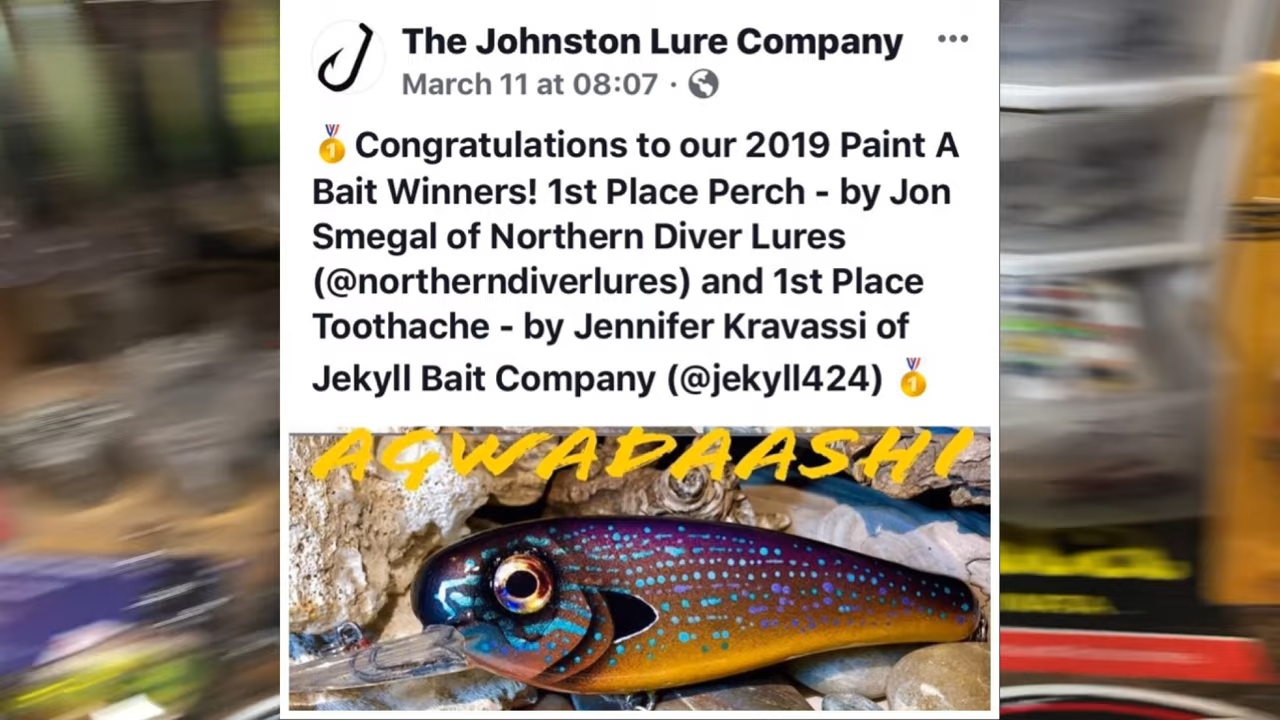 The Johnston Lure Company
March 11 at 08:07 ·
🥇Congratulations to our 2019 Paint A
Bait Winners! 1st Place Perch - by Jon
Smegal of Northern Diver Lures
(@northerndiverlures) and 1st Place
Toothache - by Jennifer Kravassi of
Jekyll Bait Company (@jekyll424) 🥇
AGWADAASHI